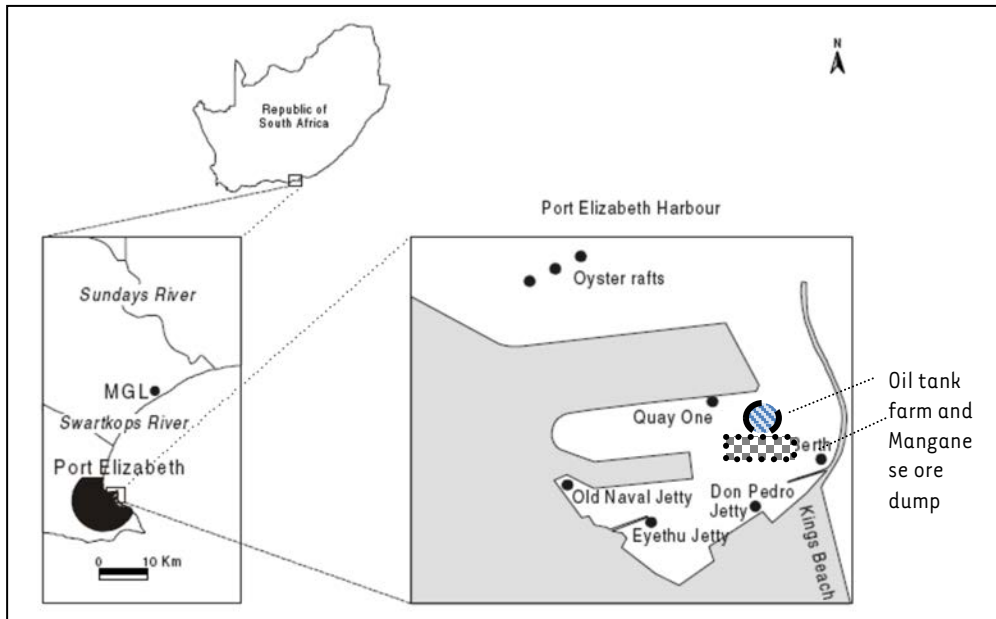 N
Republic of
South Africa
Port Elizabeth Harbour
Sundays River
MGL
Swartkops River
Port Elizabeth
0 10 Km
Oyster rafts
Quay One
Berth
Old Naval Jetty
Don Pedro
Jetty
Eyethu Jetty
Kings Beach
Oil tank
farm and
Mangane
se ore
dump